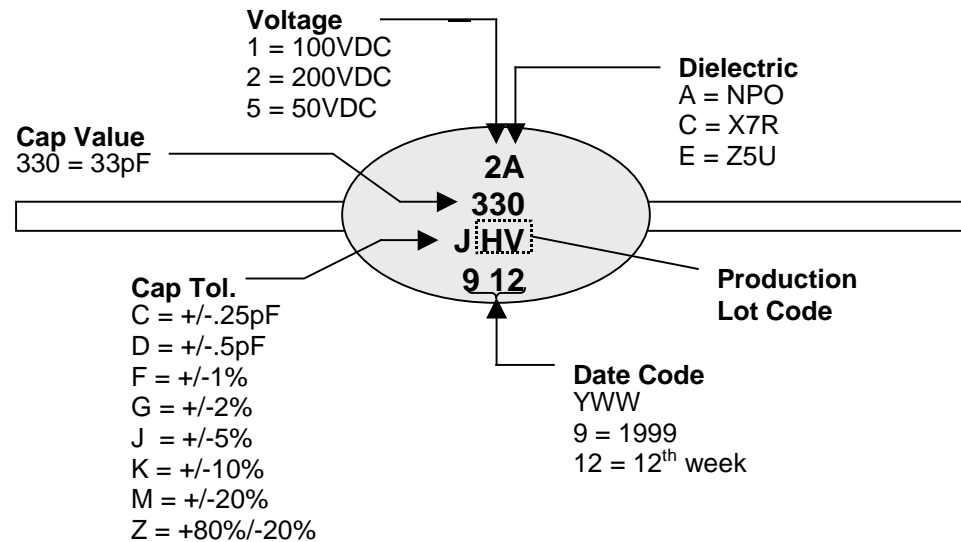 Voltage
1 = 100VDC
2 = 200VDC
5 = 50VDC
Dielectric
A = NPO
C = X7R
E = Z5U
Cap Value
330 = 33pF
2A
330
J HV
9 12
Cap Tol.
C = +/-.25pF
D = +/-.5pF
F = +/-1%
G = +/-2%
J = +/-5%
K = +/-10%
M = +/-20%
Z = +80%/-20%
Production
Lot Code
Date Code
YWW
9 = 1999
12 = 12th week